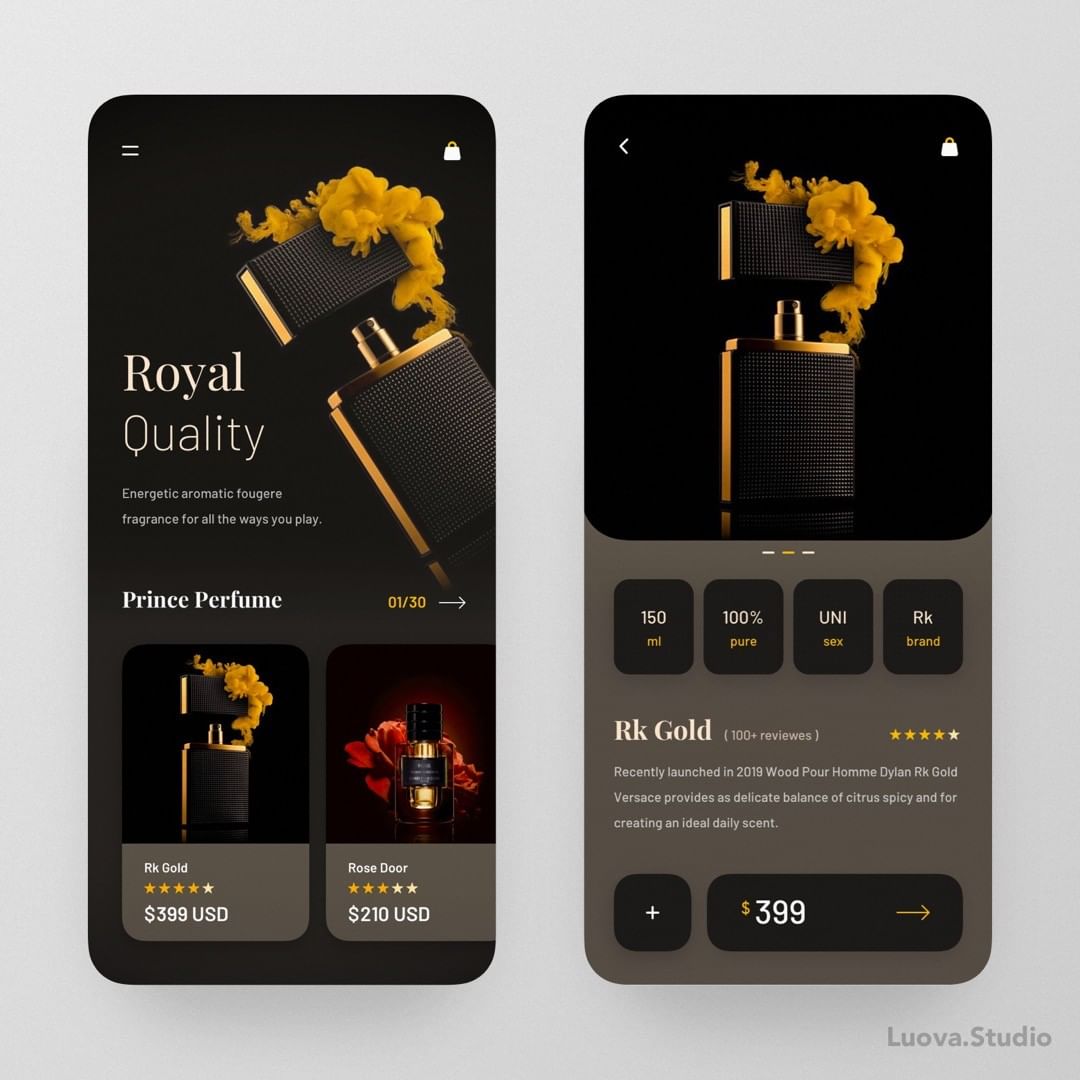 Royal
Quality
Energetic aromatic fougere
fragrance for all the ways you play.
Prince Perfume
01/30
Rk Gold
$399 USD
Rose Door
$210 USD
150
ml
100%
pure
UNI
sex
Rk
brand
Rk Gold ( 100+ reviewes )
Recently launched in 2019 Wood Pour Homme Dylan Rk Gold
Versace provides as delicate balance of citrus spicy and for
creating an ideal daily scent.
+
$399
Luova.Studio